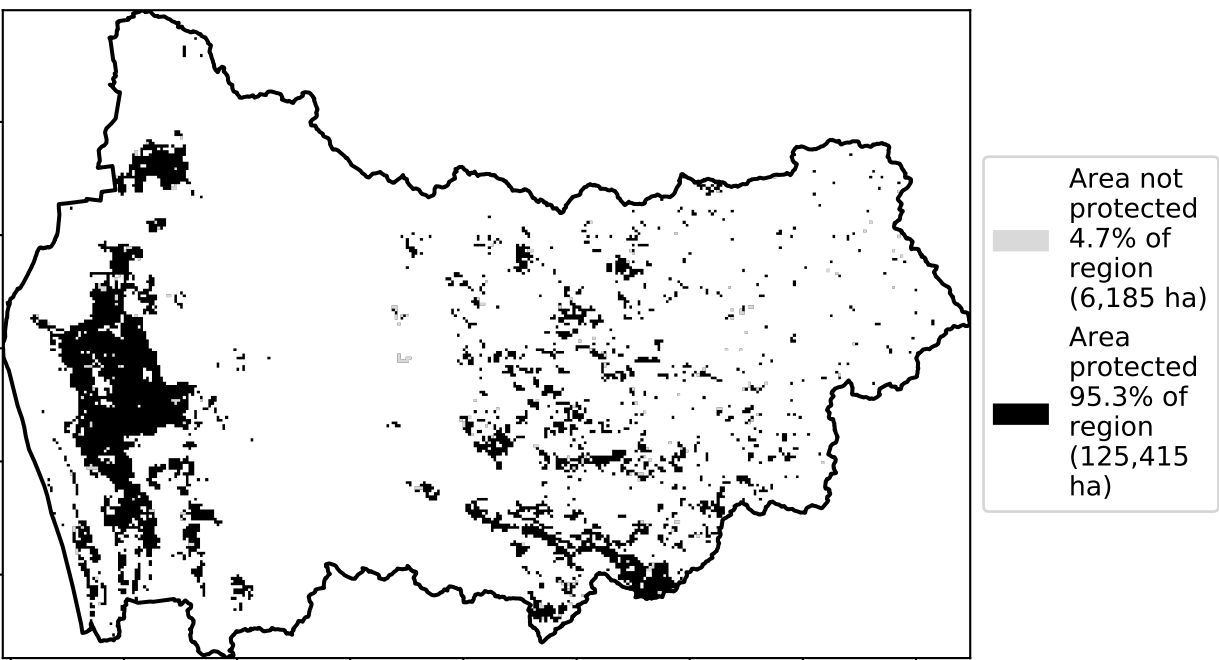 Area not
protected
4.7% of
region
(6,185 ha)
Area
protected
95.3% of
region
(125,415
ha)